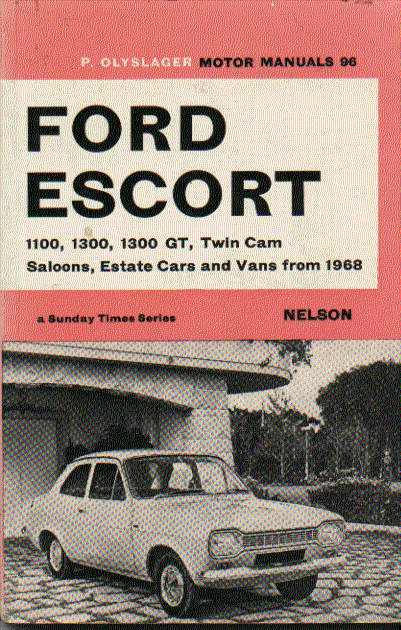 P. OLYSLAGER MOTOR MANUALS 96
FORD
ESCORT
1100, 1300, 1300 GT, Twin Cam
Saloons, Estate Cars and Vans from 1968
a Sunday Times Series
NELSON